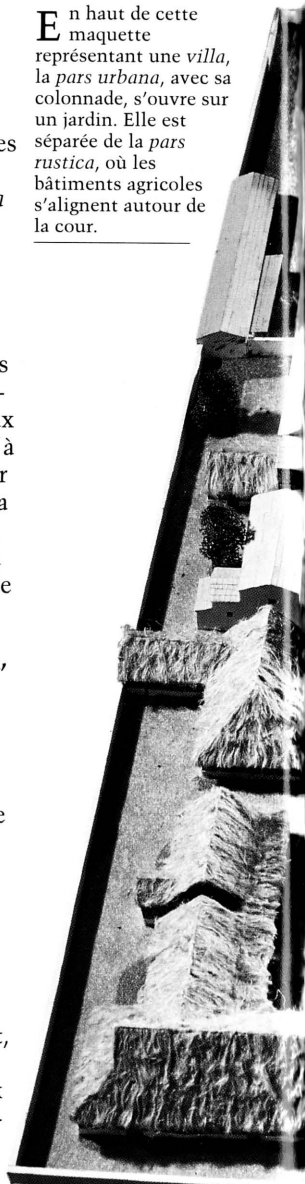 En haut de cette
maquette
représentant une villa,
la pars urbana, avec sa
colonnade, s’ouvre sur
un jardin. Elle est
séparée de la pars
rustica, où les
bâtiments agricoles
s’alignent autour de
la cour.